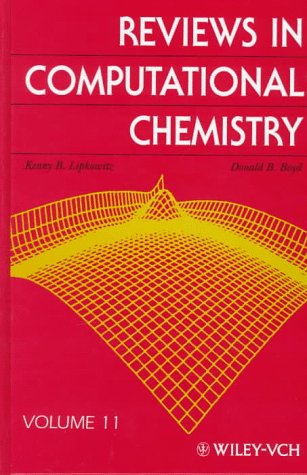 REVIEWS IN
COMPUTATIONAL
CHEMISTRY
Kenny B. Lipkowitz Donald B. Boyd
VOLUME 11
WILEY-VCH